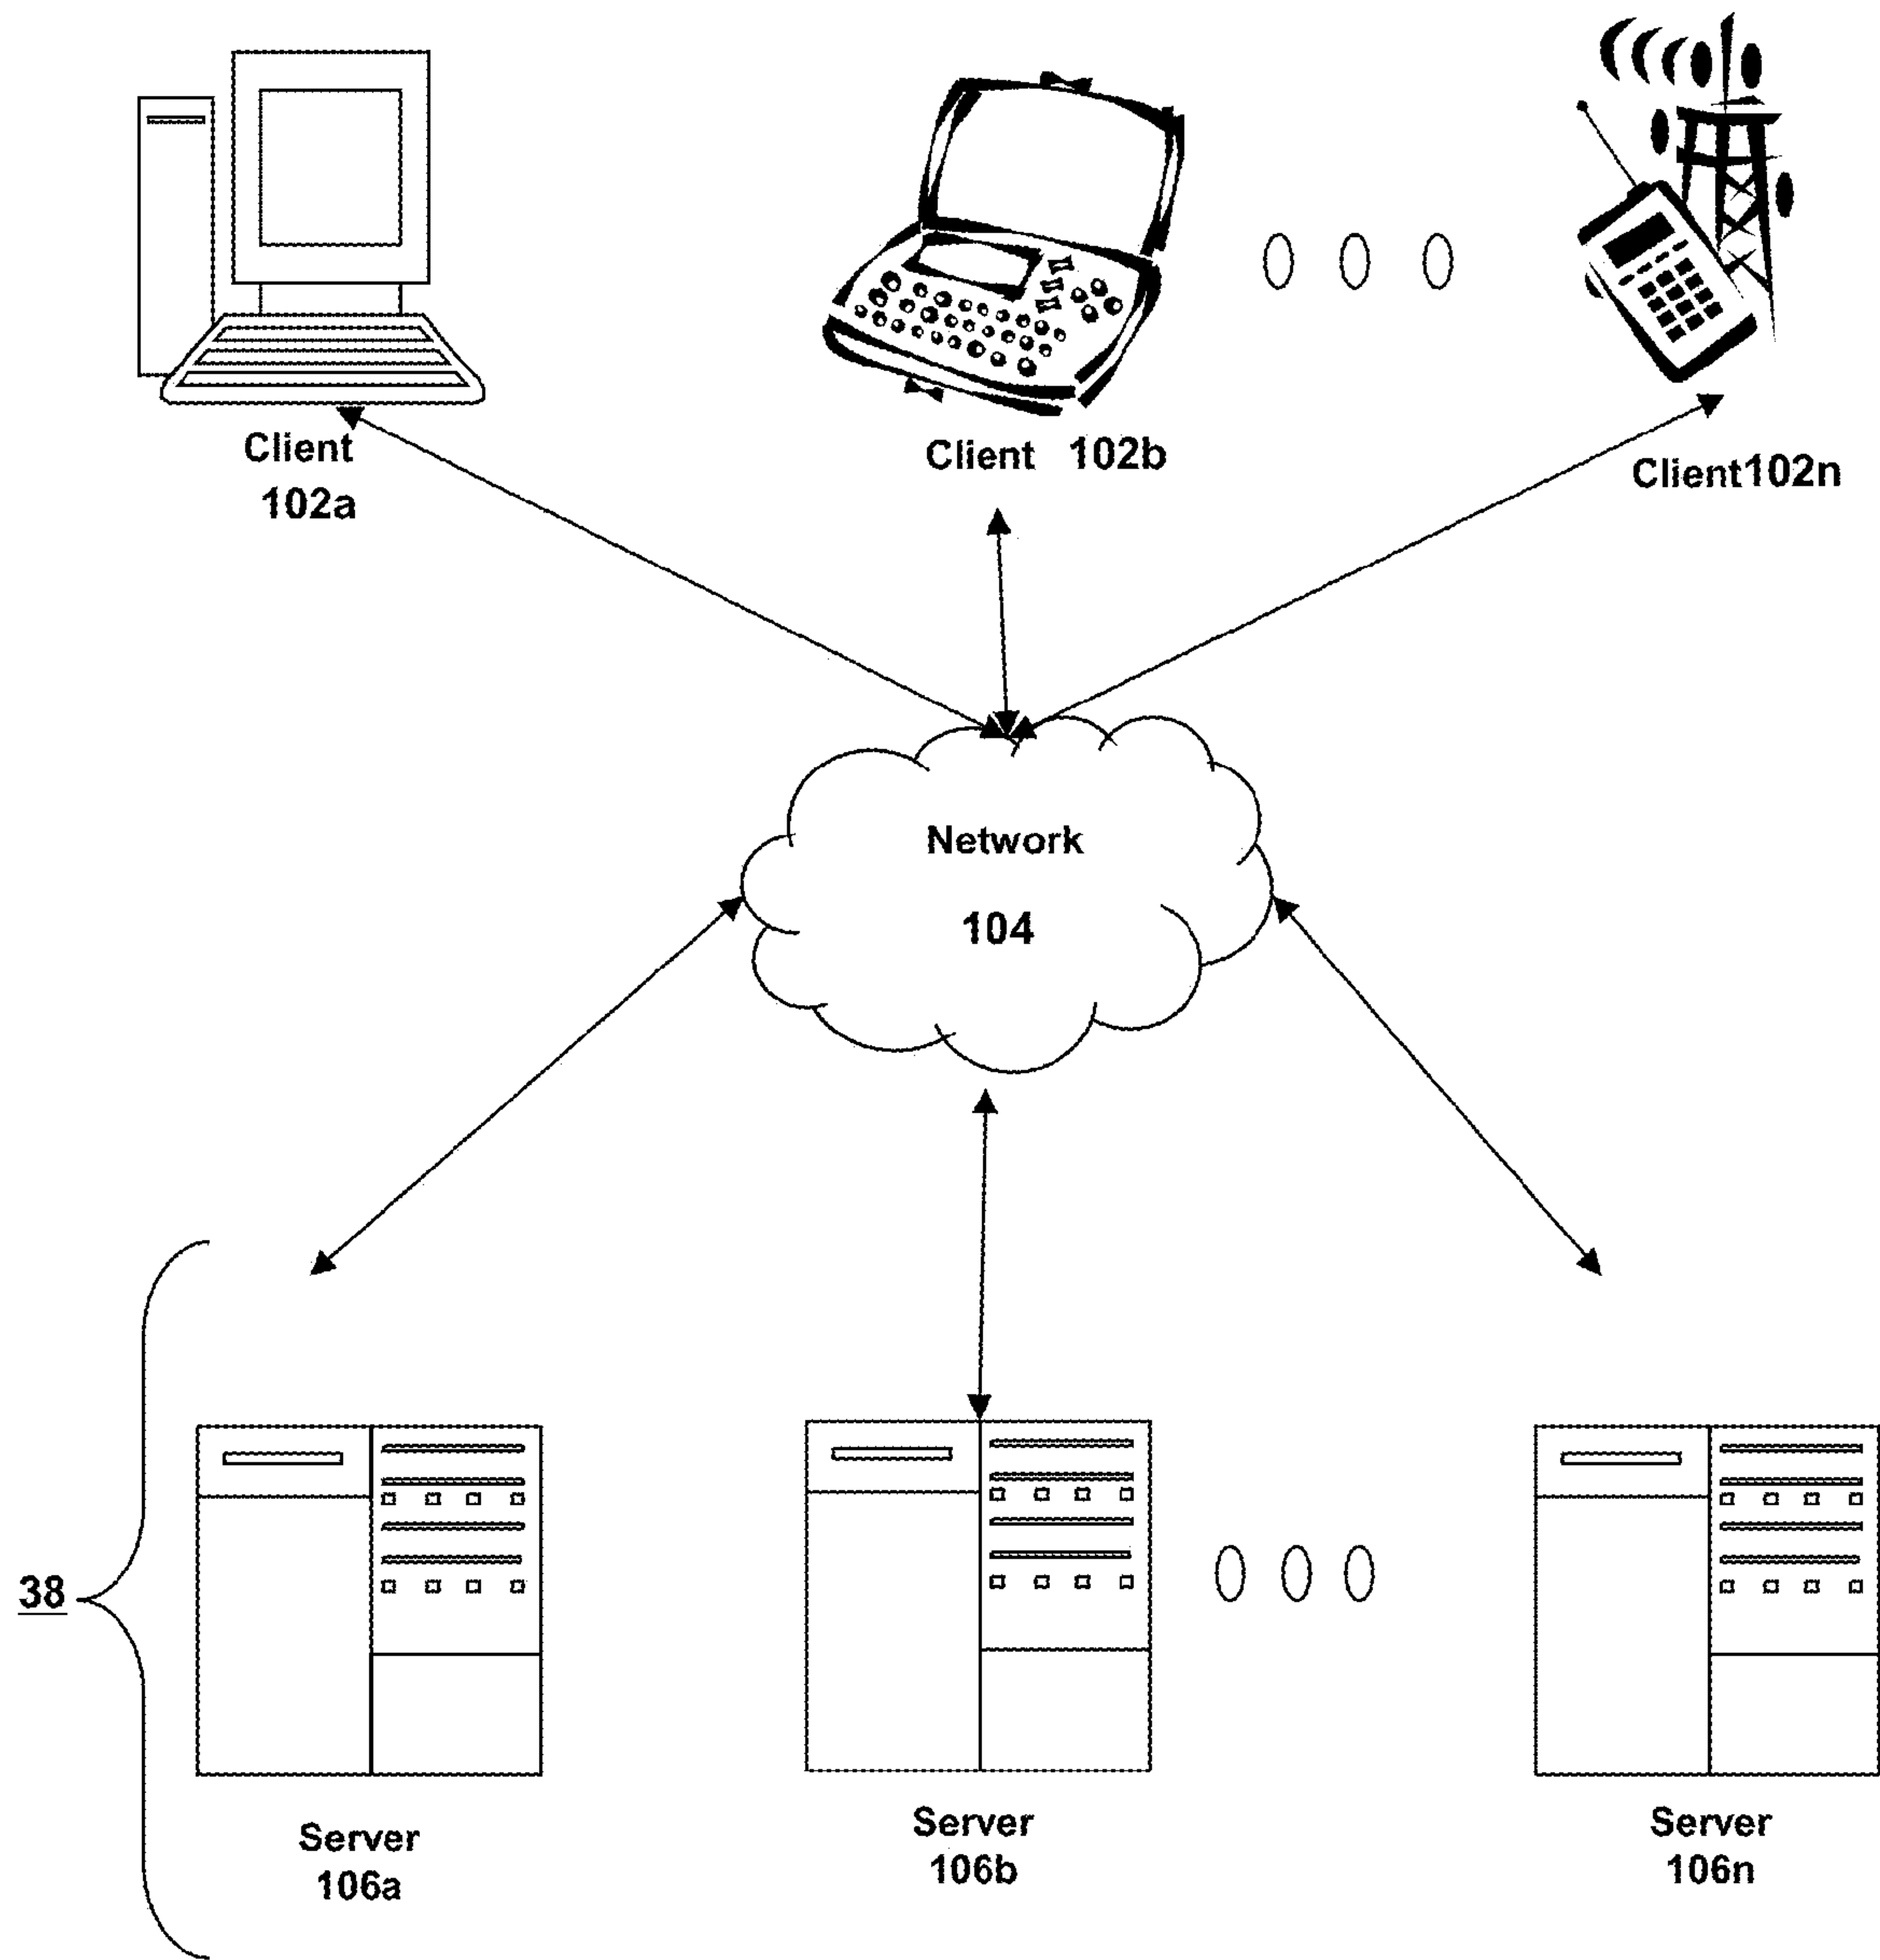 Client
102a
Client 102b
Client102n
Network
104
38
Server
106a
Server
106b
Server
106n